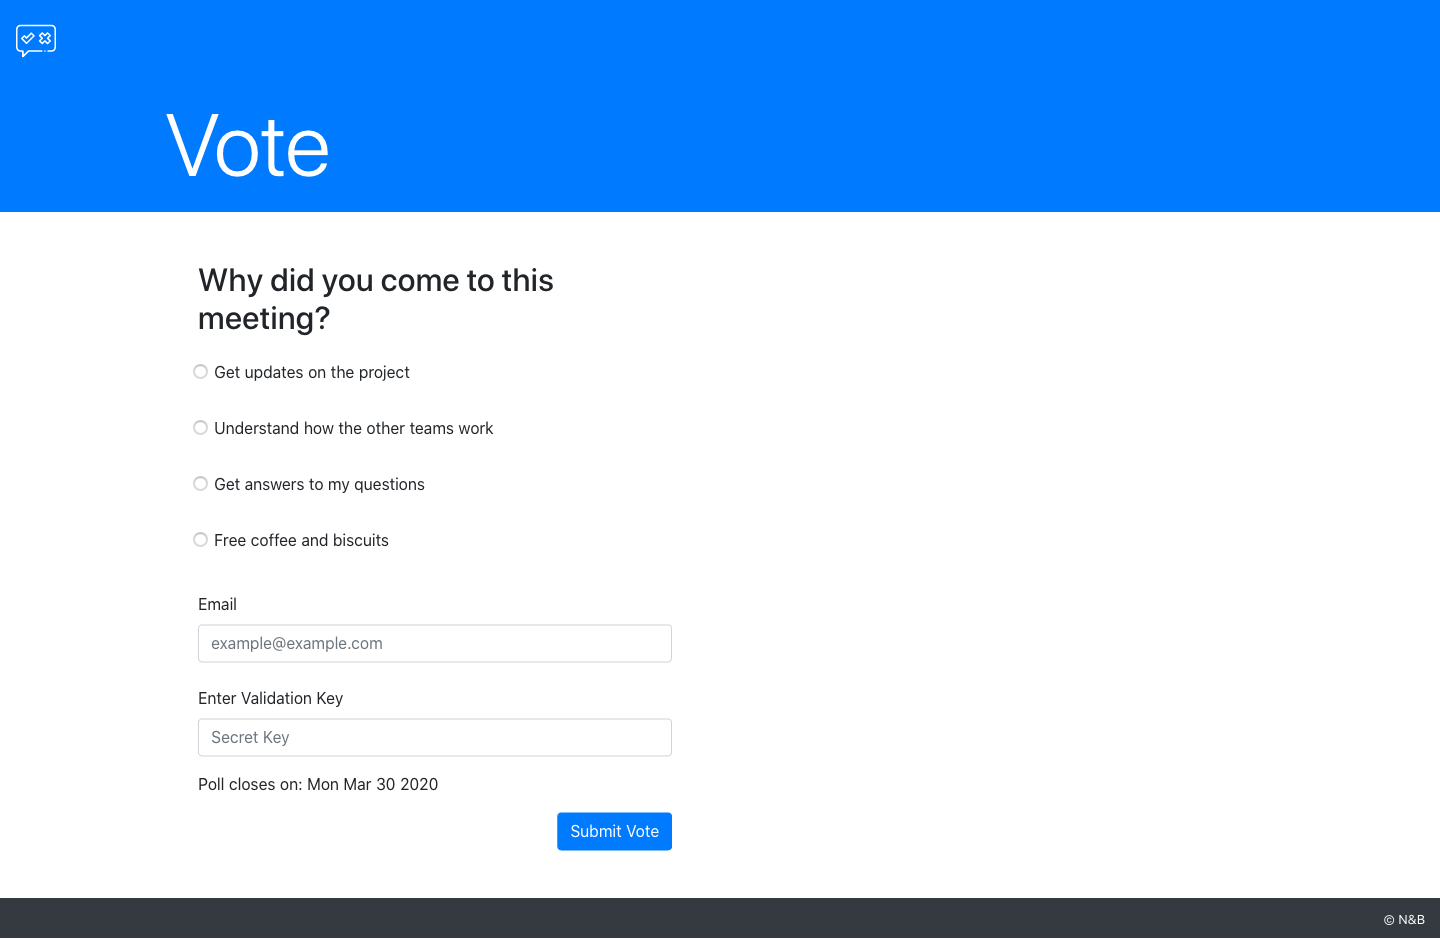 Vote
Why did you come to this
meeting?
Get updates on the project
Understand how the other teams work
Get answers to my questions
Free coffee and biscuits
Email
example@example.com
Enter Validation Key
Secret Key
Poll closes on: Mon Mar 30 2020
Submit Vote
© N&B